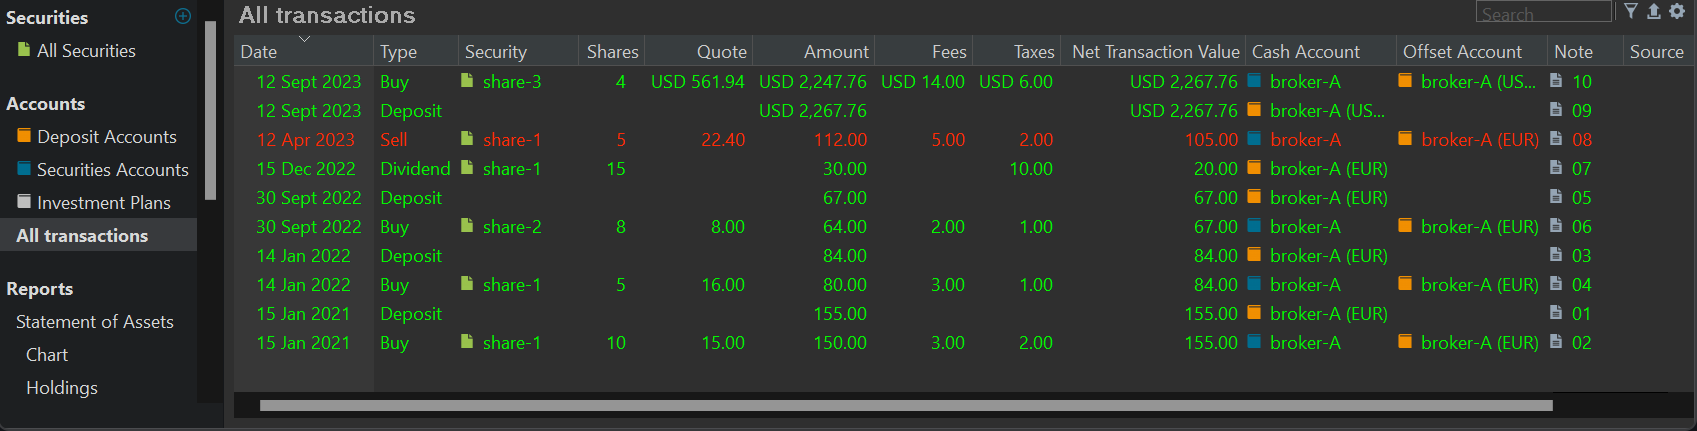 Securities
All Securities
Accounts
Deposit Accounts
Securities Accounts
Investment Plans
All transactions
Reports
Statement of Assets
Chart
Holdings
All transactions
Search
Date Type Security Shares Quote Amount Fees Taxes Net Transaction Value Cash Account Offset Account Note Source
12 Sept 2023 Buy share-3 4 USD 561.94 USD 2,247.76 USD 14.00 USD 6.00 USD 2,267.76 broker-A broker-A (US... 10
12 Sept 2023 Deposit USD 2,267.76 USD 2,267.76 broker-A (US... 09
12 Apr 2023 Sell share-1 5 22.40 112.00 5.00 2.00 105.00 broker-A broker-A (EUR) 08
15 Dec 2022 Dividend share-1 15 30.00 10.00 20.00 broker-A (EUR) 07
30 Sept 2022 Deposit 67.00 67.00 broker-A (EUR) 05
30 Sept 2022 Buy share-2 8 8.00 64.00 2.00 1.00 67.00 broker-A broker-A (EUR) 06
14 Jan 2022 Deposit 84.00 84.00 broker-A (EUR) 03
14 Jan 2022 Buy share-1 5 16.00 80.00 3.00 1.00 84.00 broker-A broker-A (EUR) 04
15 Jan 2021 Deposit 155.00 155.00 broker-A (EUR) 01
15 Jan 2021 Buy share-1 10 15.00 150.00 3.00 2.00 155.00 broker-A broker-A (EUR) 02